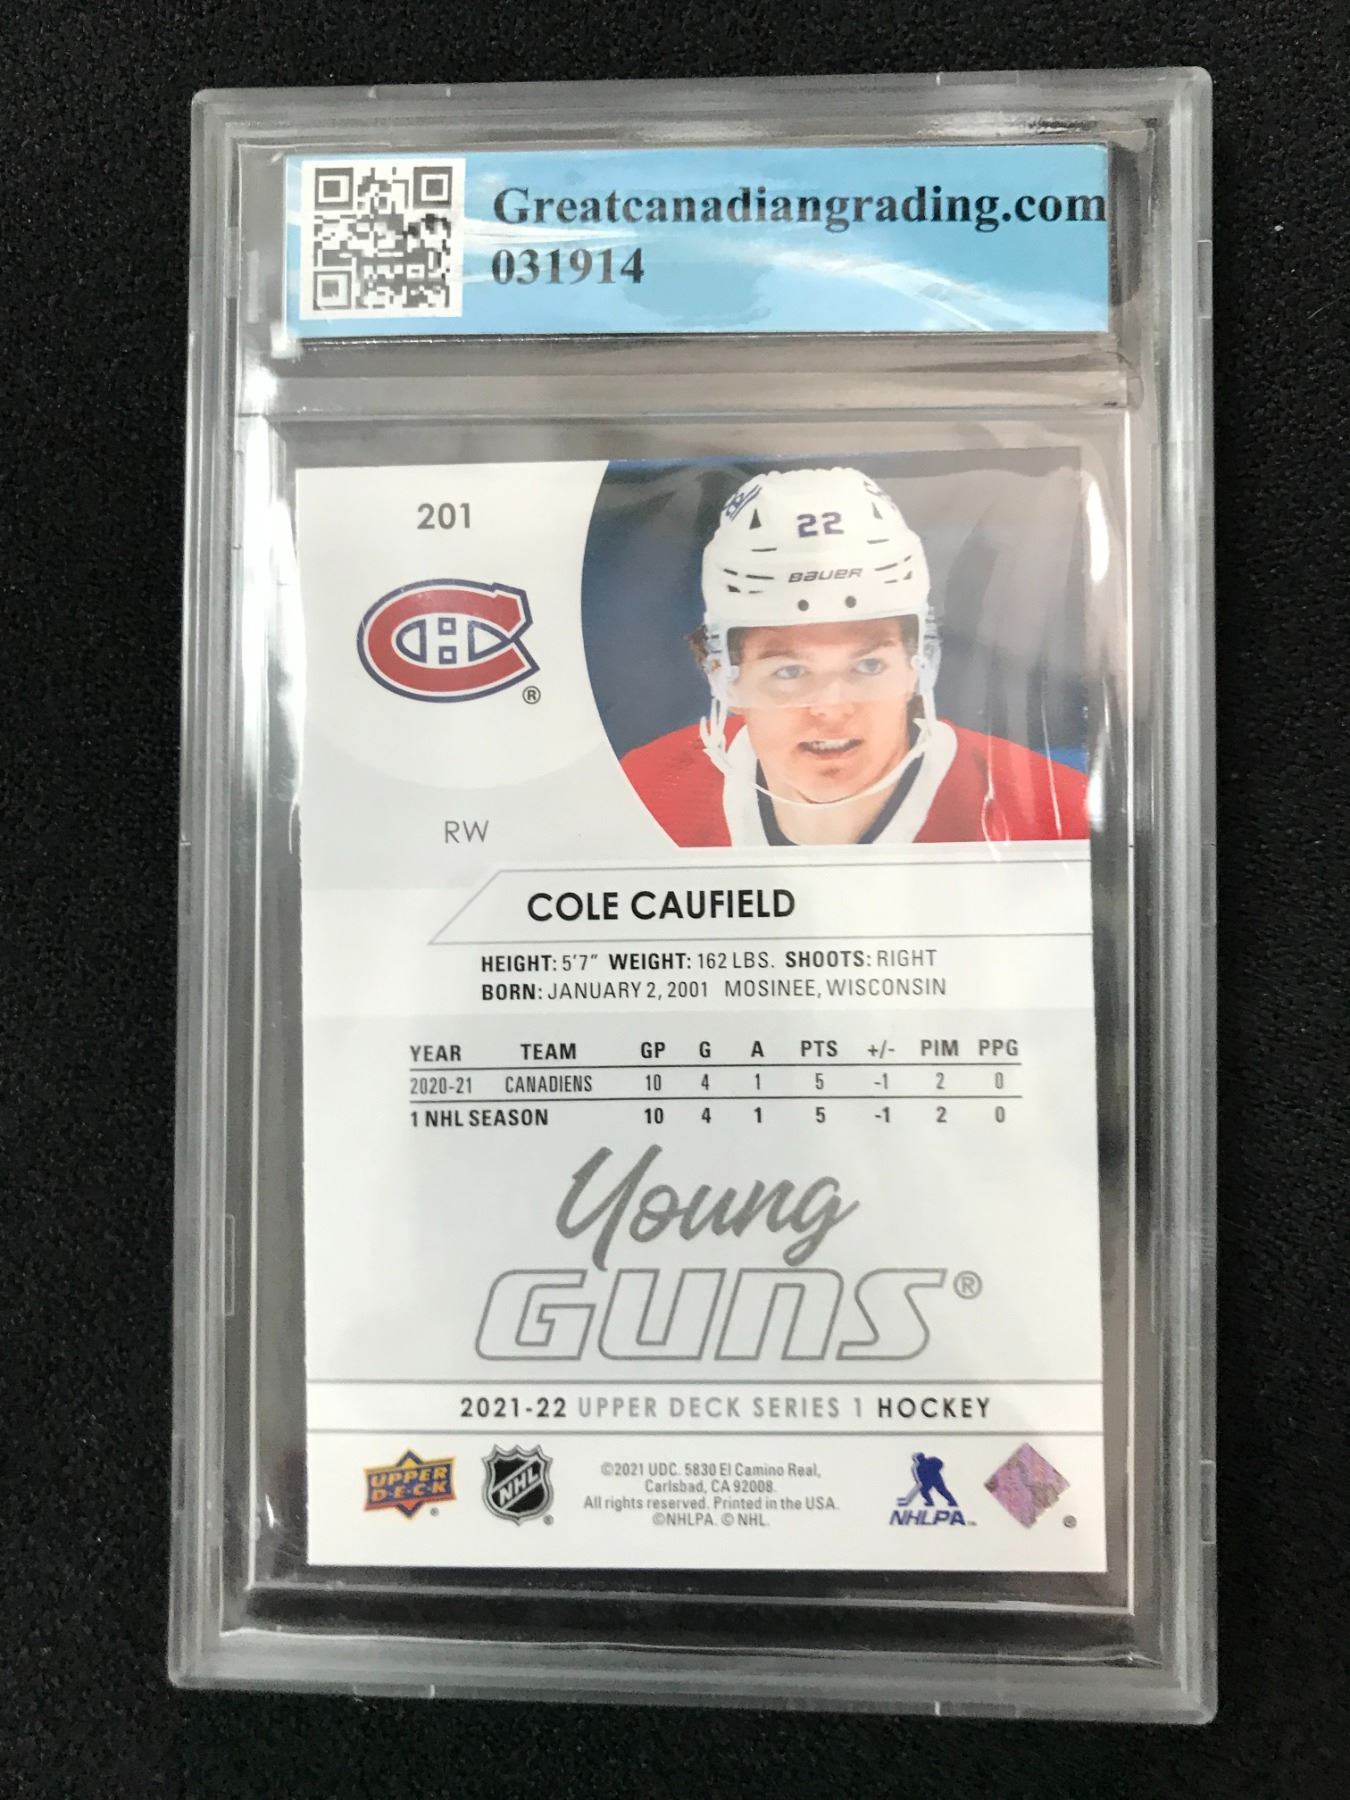 Greatcanadiangrading.com
031914
201
22
BAUER
®
RW
COLE CAUFIELD
HEIGHT: 5'7" WEIGHT: 162 LBS. SHOOTS: RIGHT
BORN: JANUARY 2, 2001 MOSINEE, WISCONSIN
YEAR TEAM GP G A PTS +/- PIM PPG
2020-21 CANADIENS 10 4 1 5 -1 2 0
1 NHL SEASON 10 4 1 5 -1 2 0
Young
GUNS®
2021-22 UPPER DECK SERIES 1 HOCKEY
UPPER
D·E·C·K
NHL
©2021 UDC. 5830 El Camino Real,
Carlsbad, CA 92008.
All rights reserved. Printed in the USA.
©NHLPA. © NHL.
NHLPA™